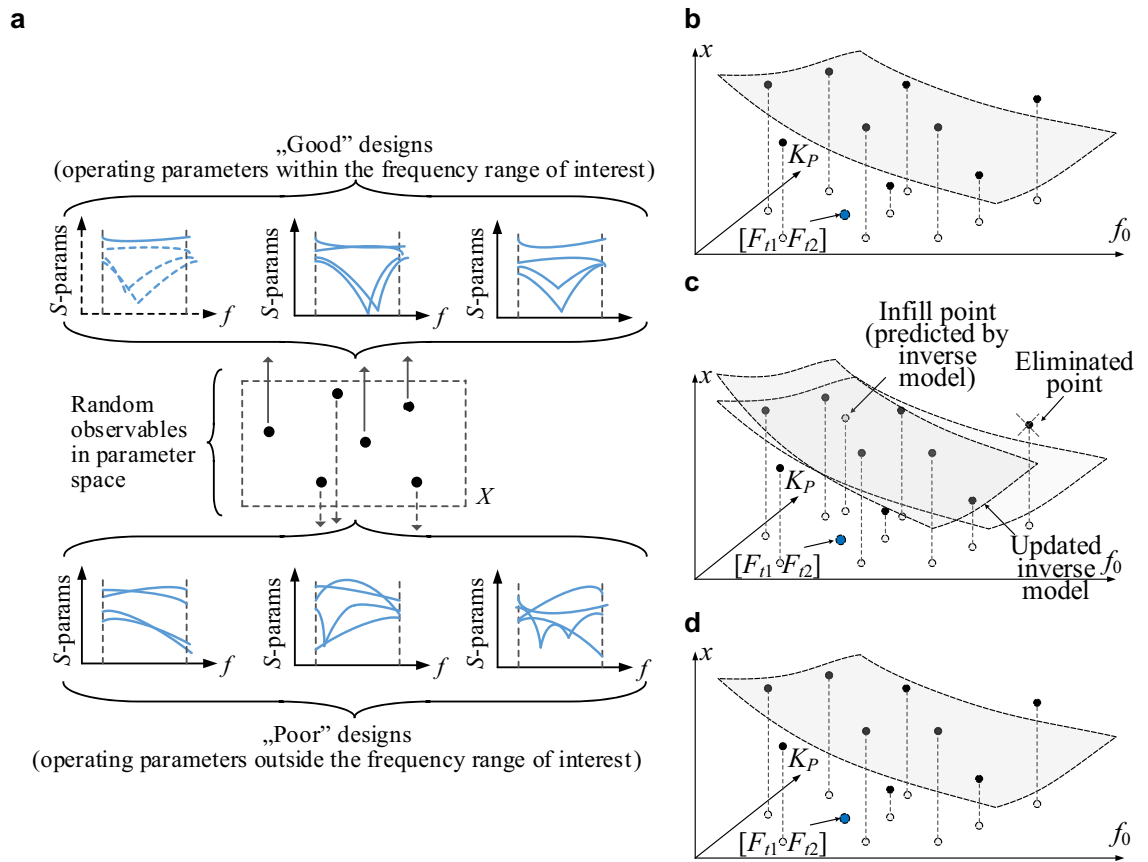 a
„Good” designs
(operating parameters within the frequency range of interest)
S-params
f
S-params
f
S-params
Random
observables
in parameter
space
X
S-params
f
S-params
f
S-params
f
„Poor” designs
(operating parameters outside the frequency range of interest)
b
x
K_P
[F_t1 F_t2]
f_0
c
x
Infill point
(predicted by
inverse
model)
Eliminated
point
K_P
[F_t1 F_t2]
Updated
inverse
model
f_0
d
x
K_P
[F_t1 F_t2]
f_0